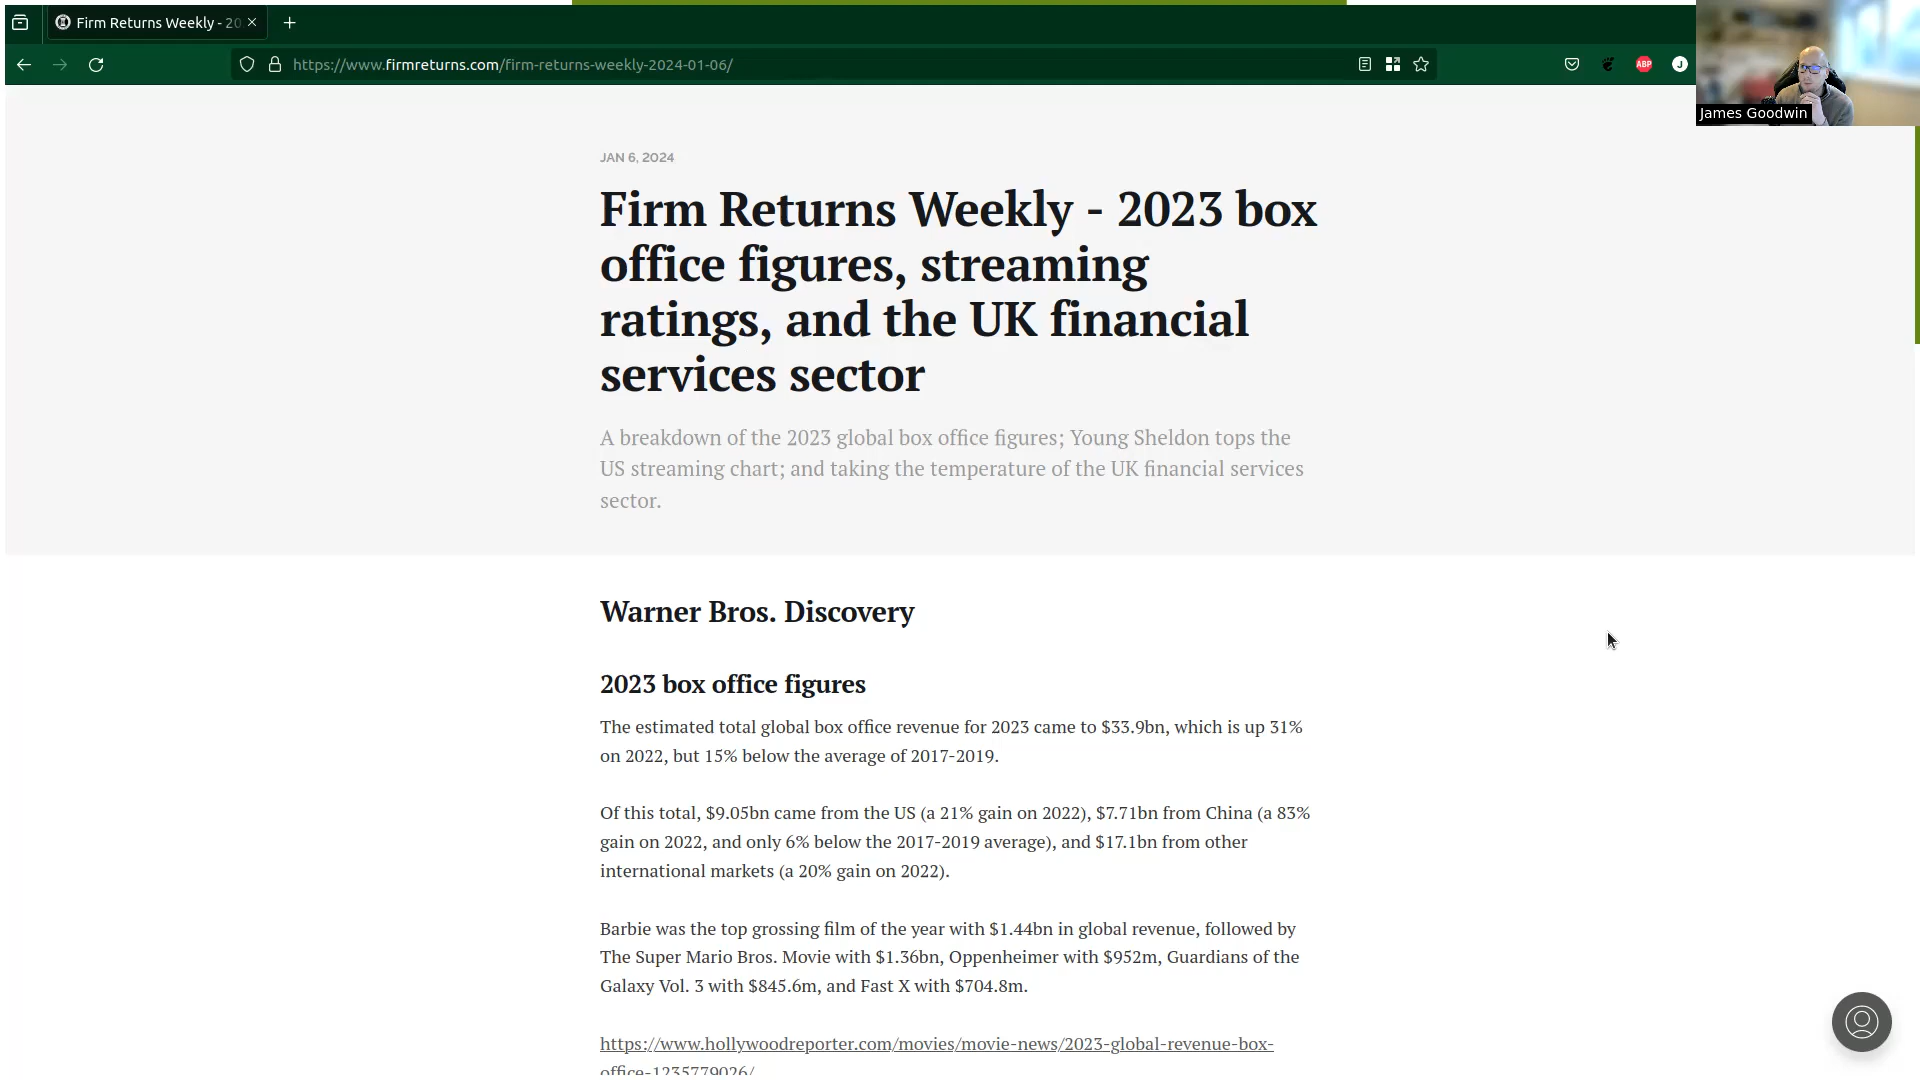 Firm Returns Weekly - 20
https://www.firmreturns.com/firm-returns-weekly-2024-01-06/
ABP
J
James Goodwin
JAN 6, 2024
Firm Returns Weekly - 2023 box
office figures, streaming
ratings, and the UK financial
services sector
A breakdown of the 2023 global box office figures; Young Sheldon tops the
US streaming chart; and taking the temperature of the UK financial services
sector.
Warner Bros. Discovery
2023 box office figures
The estimated total global box office revenue for 2023 came to $33.9bn, which is up 31%
on 2022, but 15% below the average of 2017-2019.
Of this total, $9.05bn came from the US (a 21% gain on 2022), $7.71bn from China (a 83%
gain on 2022, and only 6% below the 2017-2019 average), and $17.1bn from other
international markets (a 20% gain on 2022).
Barbie was the top grossing film of the year with $1.44bn in global revenue, followed by
The Super Mario Bros. Movie with $1.36bn, Oppenheimer with $952m, Guardians of the
Galaxy Vol. 3 with $845.6m, and Fast X with $704.8m.
https://www.hollywoodreporter.com/movies/movie-news/2023-global-revenue-box-
office-1235779026/